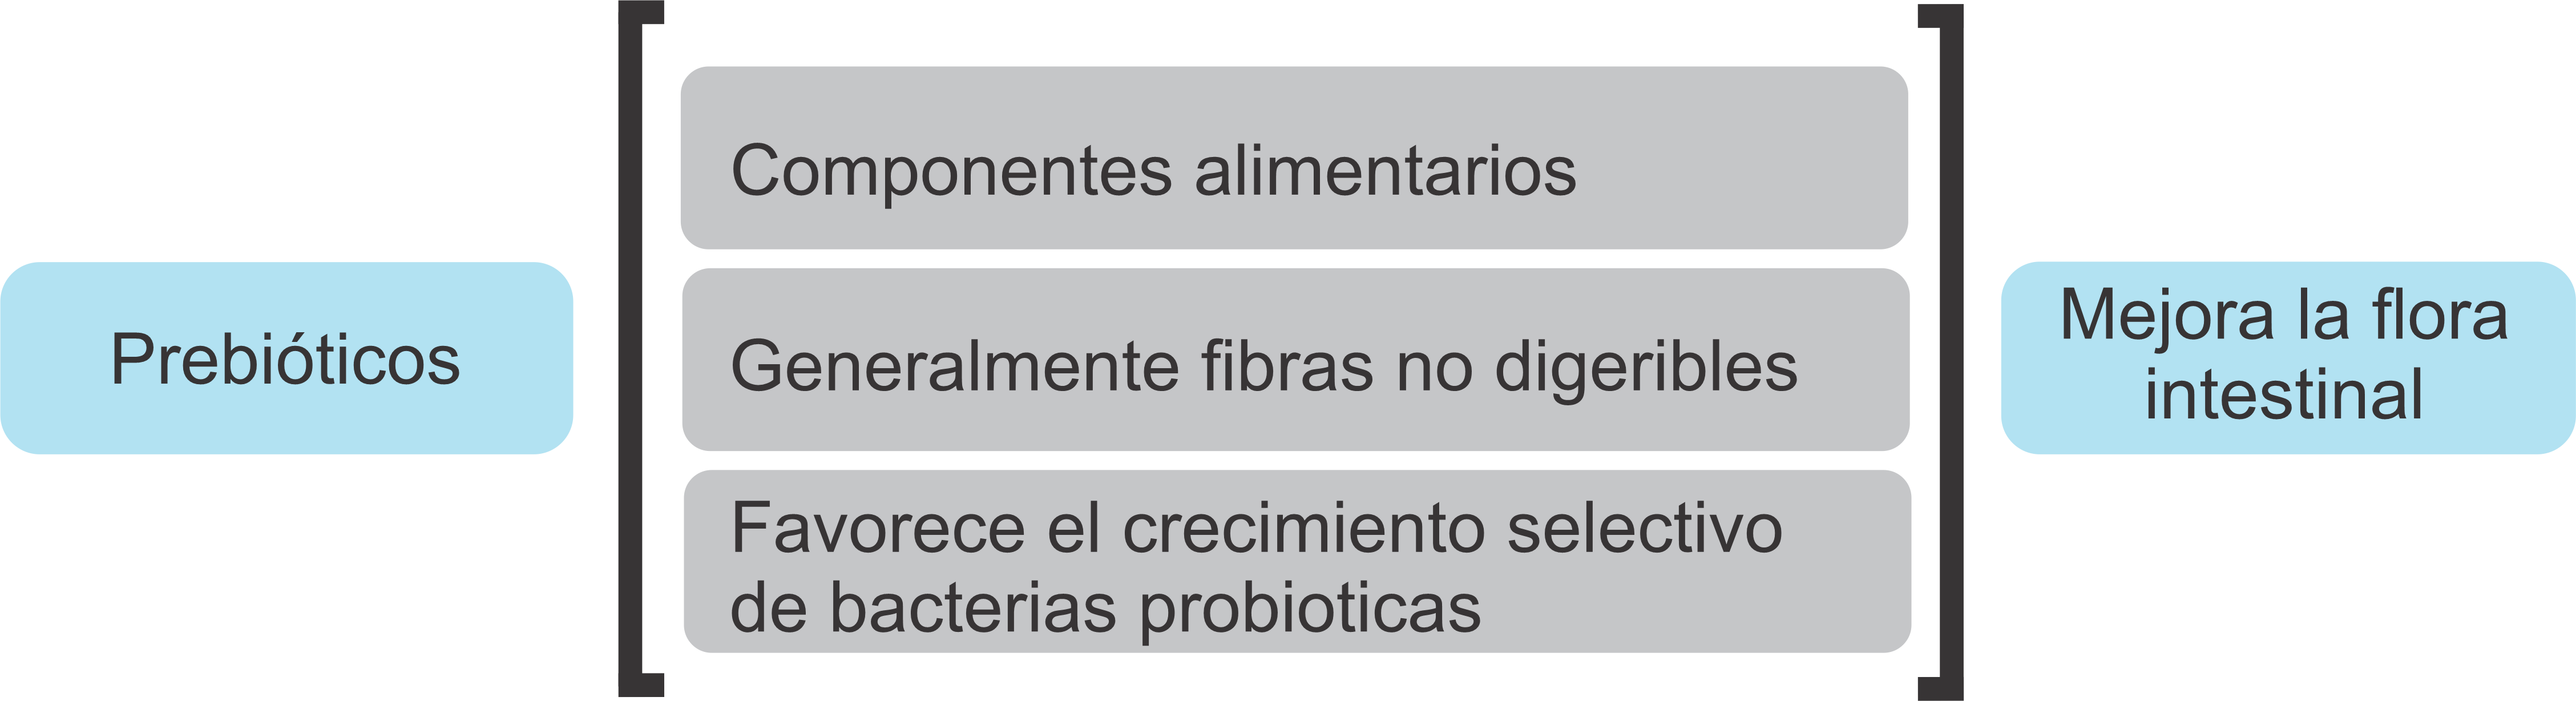 Prebióticos
Componentes alimentarios
Generalmente fibras no digeribles
Favorece el crecimiento selectivo
de bacterias probioticas
Mejora la flora
intestinal